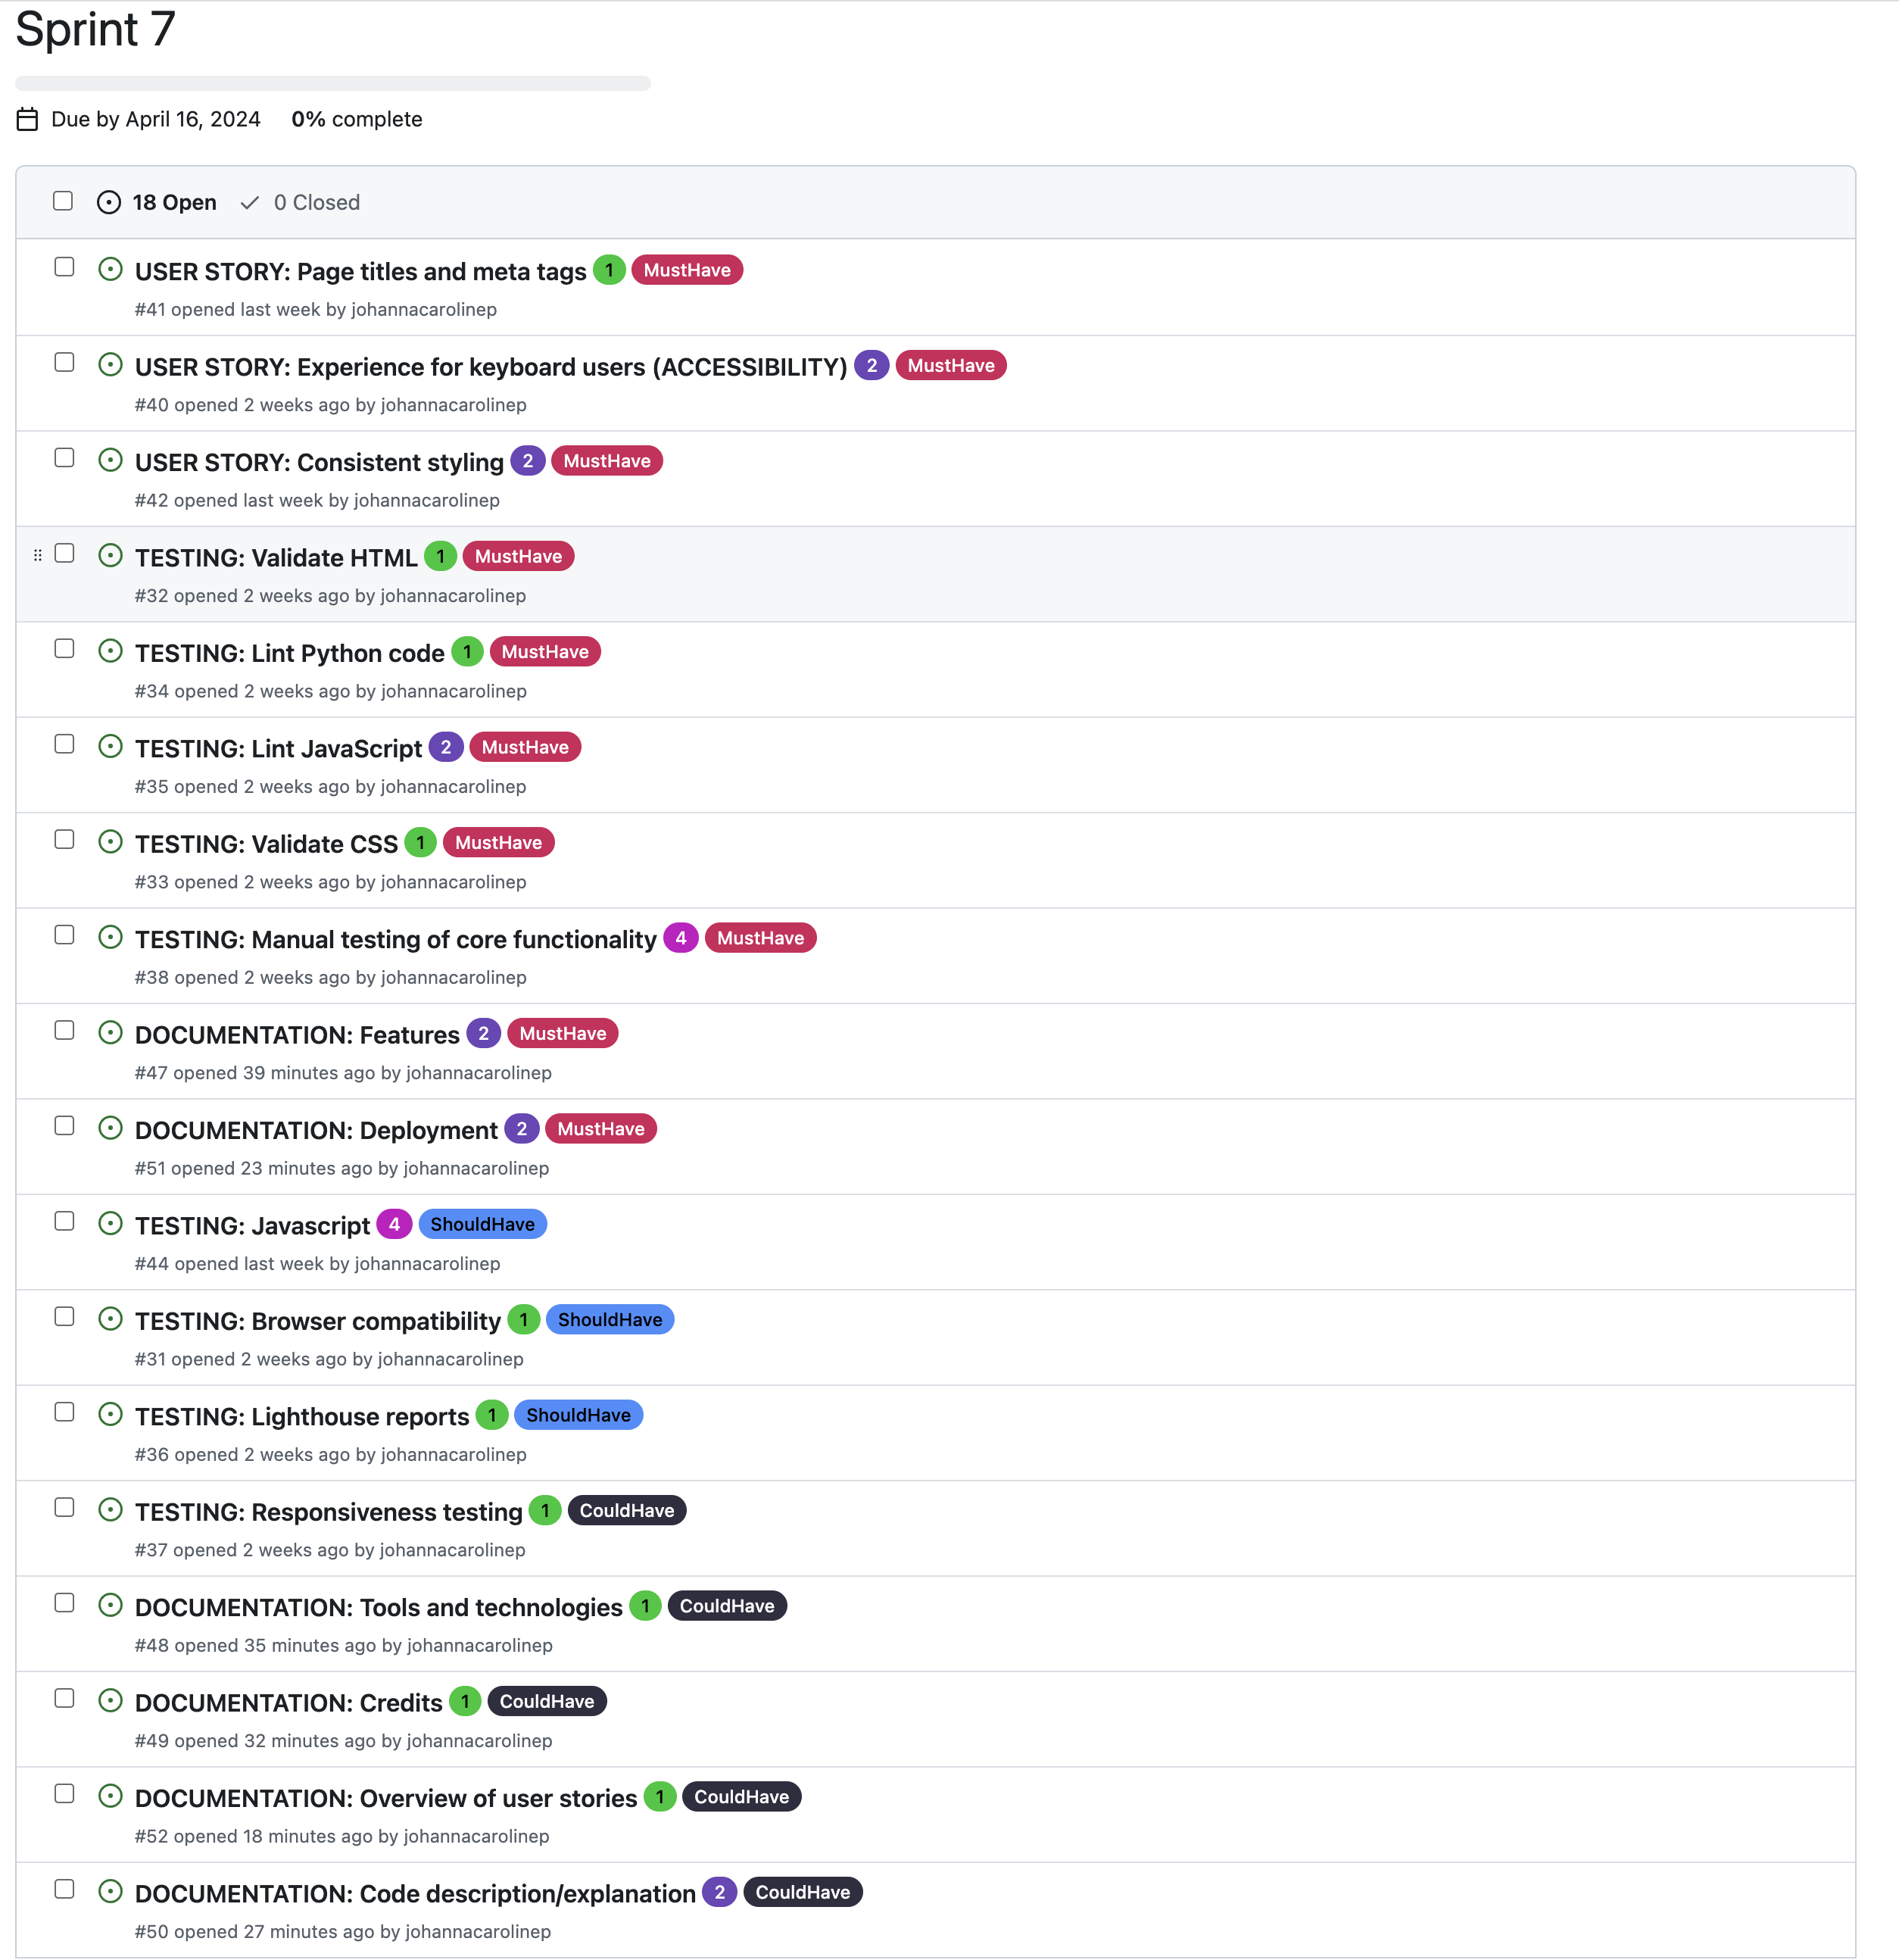 Sprint 7
Due by April 16, 2024 0% complete
18 Open 0 Closed
USER STORY: Page titles and meta tags 1 MustHave
#41 opened last week by johannacarolinep
USER STORY: Experience for keyboard users (ACCESSIBILITY) 2 MustHave
#40 opened 2 weeks ago by johannacarolinep
USER STORY: Consistent styling 2 MustHave
#42 opened last week by johannacarolinep
TESTING: Validate HTML 1 MustHave
#32 opened 2 weeks ago by johannacarolinep
TESTING: Lint Python code 1 MustHave
#34 opened 2 weeks ago by johannacarolinep
TESTING: Lint JavaScript 2 MustHave
#35 opened 2 weeks ago by johannacarolinep
TESTING: Validate CSS 1 MustHave
#33 opened 2 weeks ago by johannacarolinep
TESTING: Manual testing of core functionality 4 MustHave
#38 opened 2 weeks ago by johannacarolinep
DOCUMENTATION: Features 2 MustHave
#47 opened 39 minutes ago by johannacarolinep
DOCUMENTATION: Deployment 2 MustHave
#51 opened 23 minutes ago by johannacarolinep
TESTING: Javascript 4 ShouldHave
#44 opened last week by johannacarolinep
TESTING: Browser compatibility 1 ShouldHave
#31 opened 2 weeks ago by johannacarolinep
TESTING: Lighthouse reports 1 ShouldHave
#36 opened 2 weeks ago by johannacarolinep
TESTING: Responsiveness testing 1 CouldHave
#37 opened 2 weeks ago by johannacarolinep
DOCUMENTATION: Tools and technologies 1 CouldHave
#48 opened 35 minutes ago by johannacarolinep
DOCUMENTATION: Credits 1 CouldHave
#49 opened 32 minutes ago by johannacarolinep
DOCUMENTATION: Overview of user stories 1 CouldHave
#52 opened 18 minutes ago by johannacarolinep
DOCUMENTATION: Code description/explanation 2 CouldHave
#50 opened 27 minutes ago by johannacarolinep